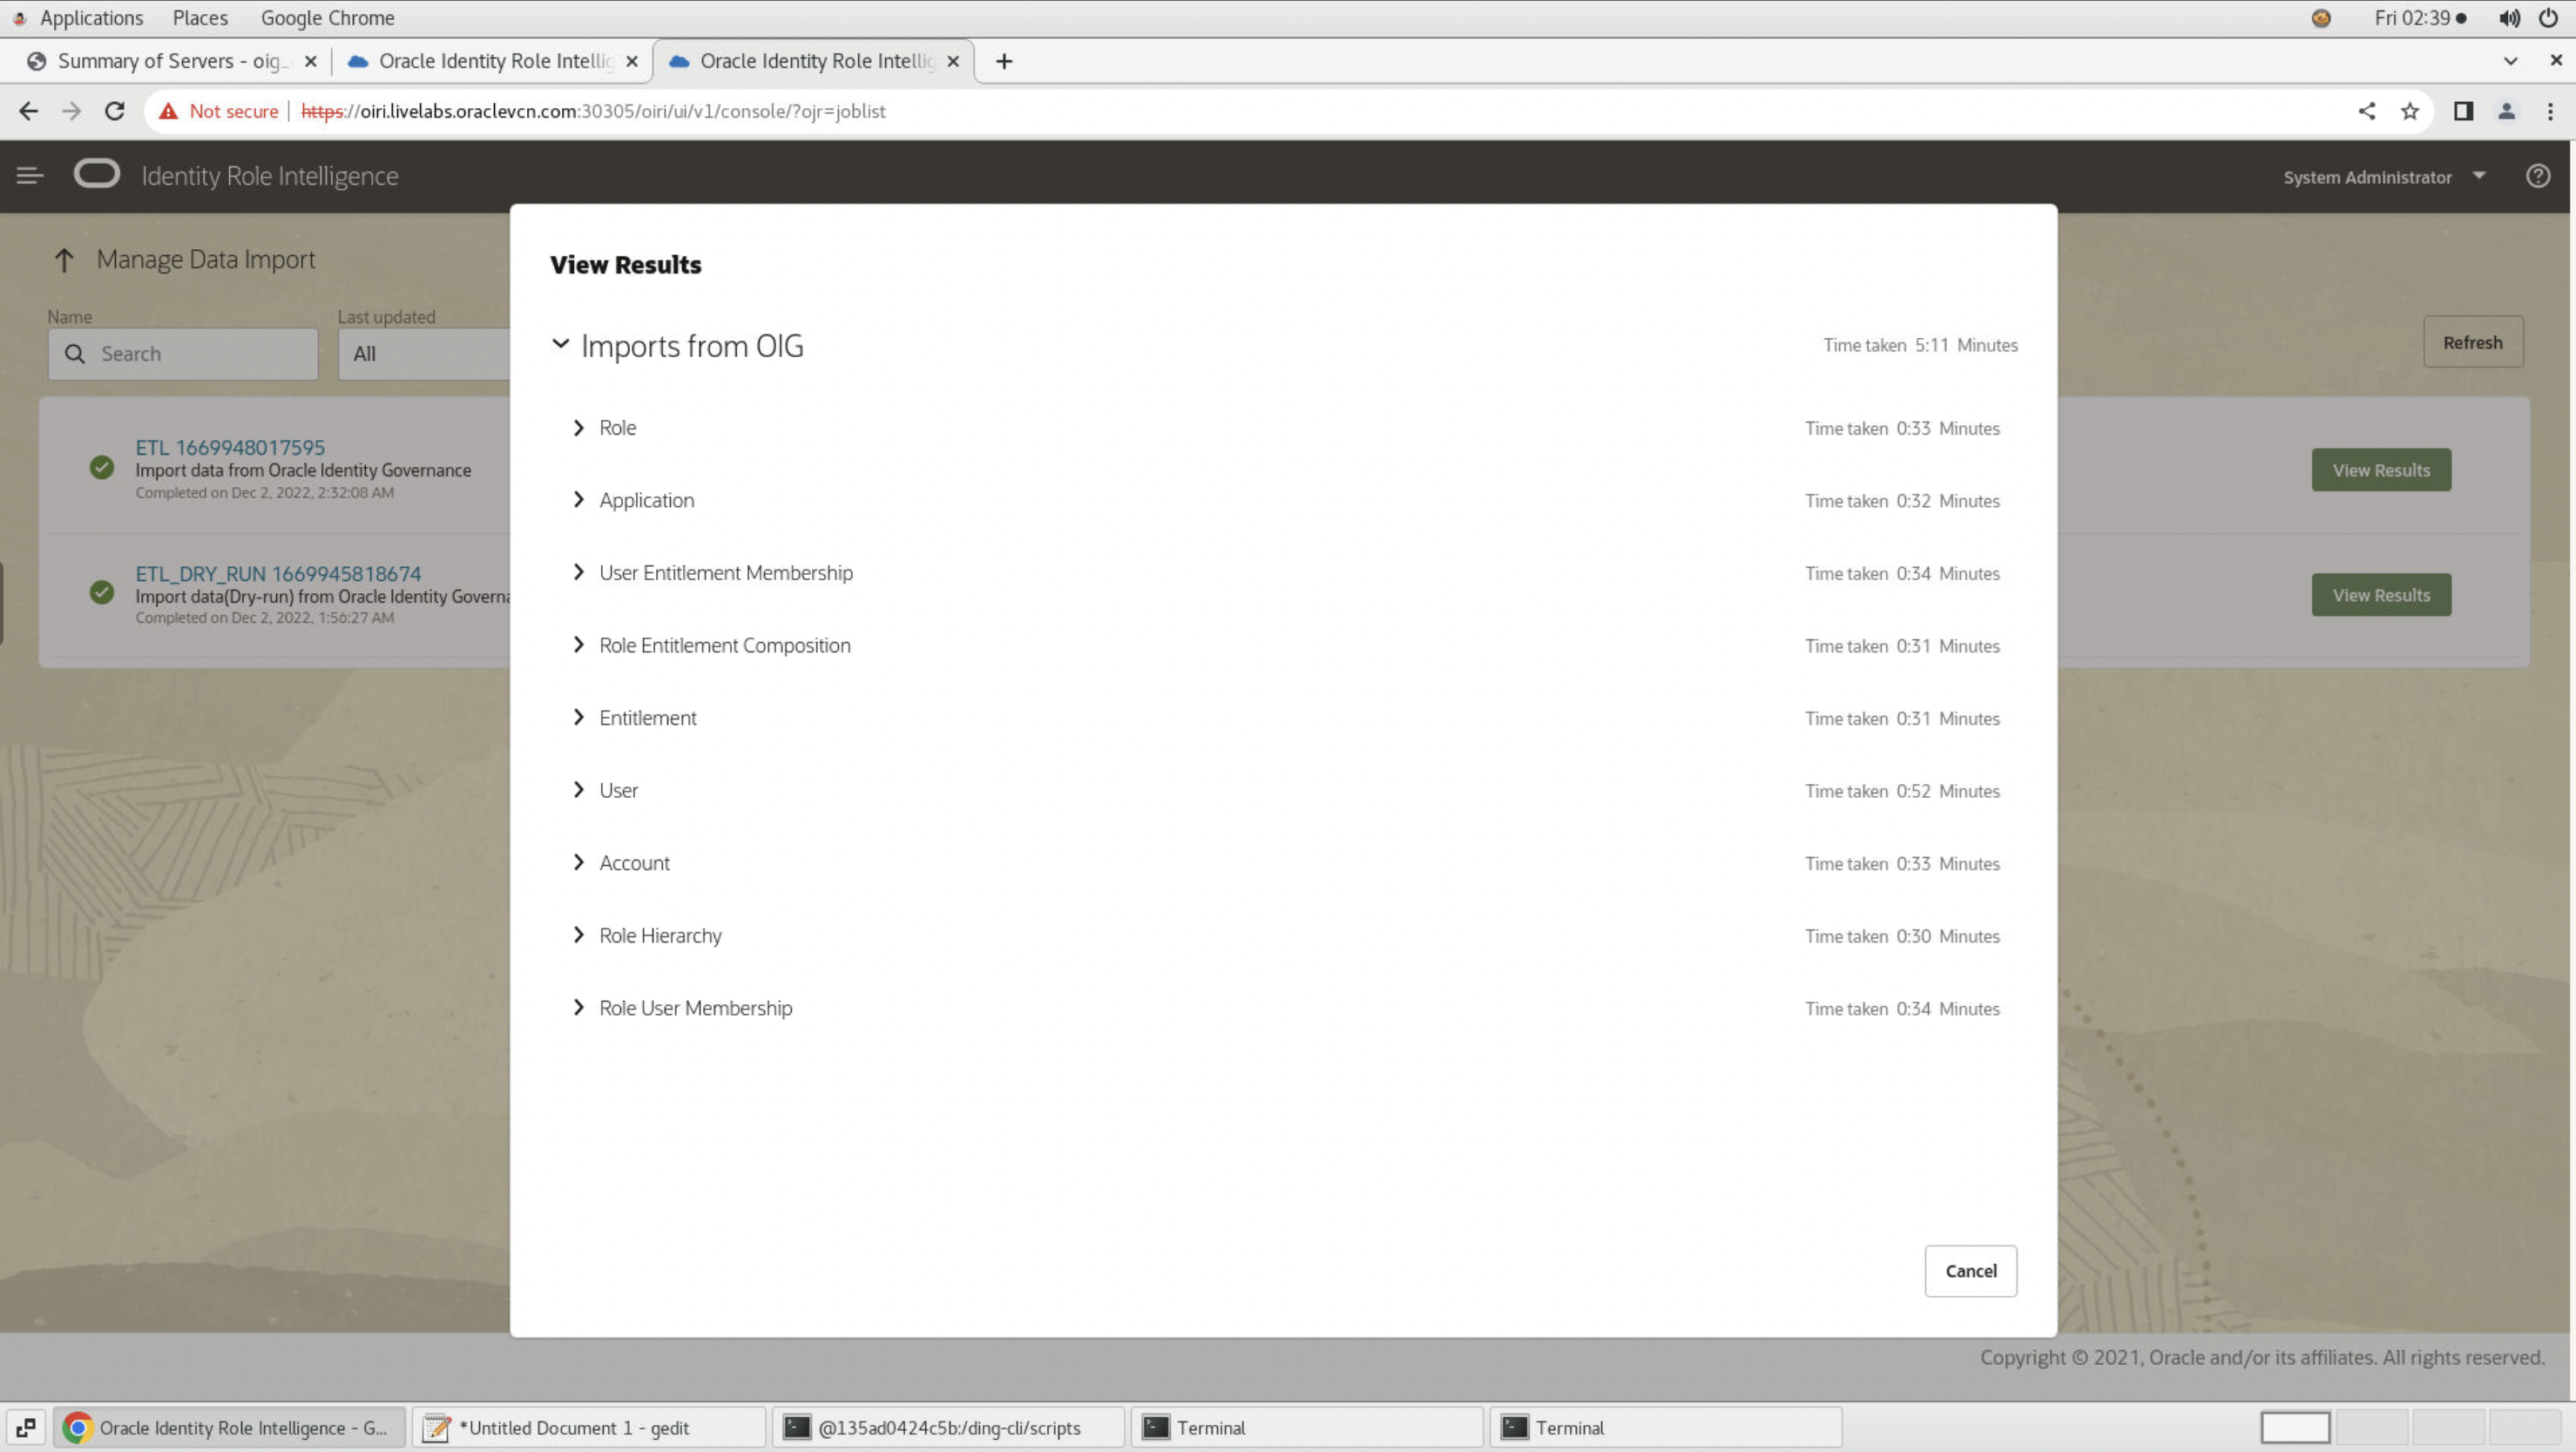 Applications Places Google Chrome Fri 02:39
Summary of Servers - oig_ Oracle Identity Role Intellig Oracle Identity Role Intellig
Not secure https://oiri.livelabs.oraclevcn.com:30305/oiri/ui/v1/console/?ojr=joblist
Identity Role Intelligence System Administrator
Manage Data Import
Name Last updated
Search All Refresh
ETL 1669948017595
Import data from Oracle Identity Governance
Completed on Dec 2, 2022, 2:32:08 AM
View Results
ETL_DRY_RUN 1669945818674
Import data(Dry-run) from Oracle Identity Governa
Completed on Dec 2, 2022, 1:56:27 AM
View Results
View Results
Imports from OIG Time taken 5:11 Minutes
Role Time taken 0:33 Minutes
Application Time taken 0:32 Minutes
User Entitlement Membership Time taken 0:34 Minutes
Role Entitlement Composition Time taken 0:31 Minutes
Entitlement Time taken 0:31 Minutes
User Time taken 0:52 Minutes
Account Time taken 0:33 Minutes
Role Hierarchy Time taken 0:30 Minutes
Role User Membership Time taken 0:34 Minutes
Cancel
Copyright © 2021, Oracle and/or its affiliates. All rights reserved.
Oracle Identity Role Intelligence - G... *Untitled Document 1 - gedit @135ad0424c5b:/ding-cli/scripts Terminal Terminal